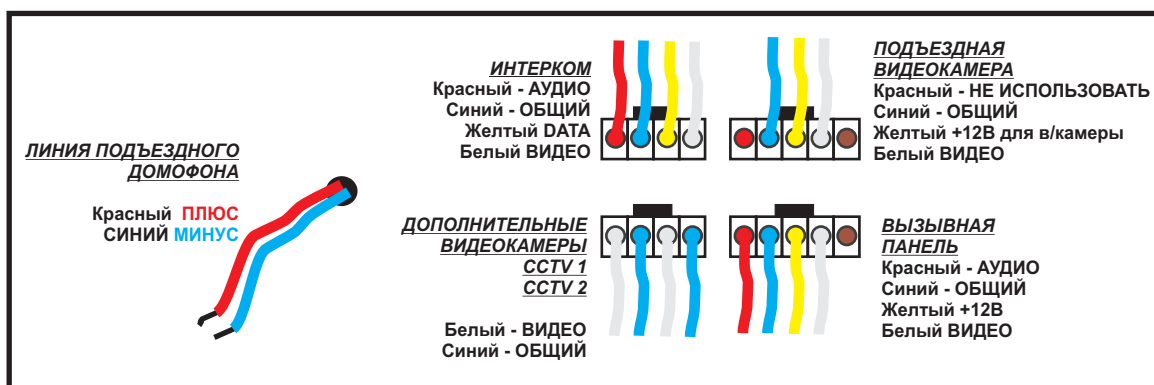 ЛИНИЯ ПОДЪЕЗДНОГО
ДОМОФОНА
Красный ПЛЮС
СИНИЙ МИНУС
ИНТЕРКОМ
Красный - АУДИО
Синий - ОБЩИЙ
Желтый DATA
Белый ВИДЕО
ПОДЪЕЗДНАЯ
ВИДЕОКАМЕРА
Красный - НЕ ИСПОЛЬЗОВАТЬ
Синий - ОБЩИЙ
Желтый +12В для в/камеры
Белый ВИДЕО
ДОПОЛНИТЕЛЬНЫЕ
ВИДЕОКАМЕРЫ
CCTV 1
CCTV 2
Белый - ВИДЕО
Синий - ОБЩИЙ
ВЫЗЫВНАЯ
ПАНЕЛЬ
Красный - АУДИО
Синий - ОБЩИЙ
Желтый +12В
Белый ВИДЕО